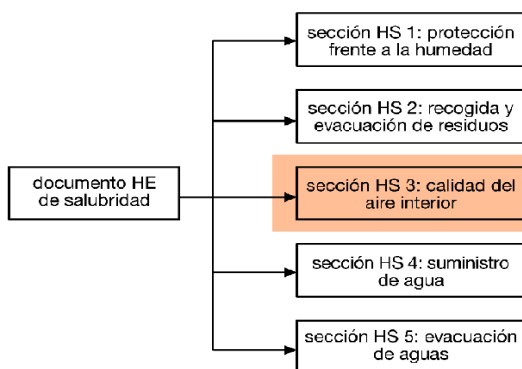 sección HS 1: protección
frente a la humedad
sección HS 2: recogida y
evacuación de residuos
documento HE
de salubridad
sección HS 3: calidad del
aire interior
sección HS 4: suministro
de agua
sección HS 5: evacuación
de aguas